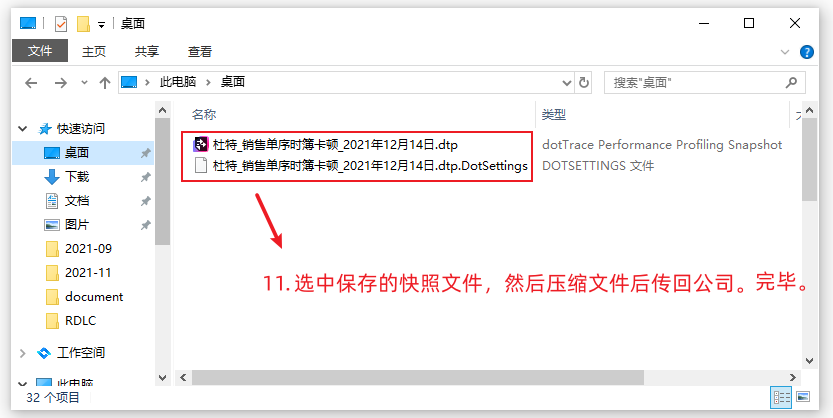 桌面
文件 主页 共享 查看
此电脑 桌面 搜索"桌面"
名称 类型
快速访问
桌面
下载
文档
图片
2021-09
2021-11
document
RDLC
工作空间
此电脑
杜特_销售单序时簿卡顿_2021年12月14日.dtp dotTrace Performance Profiling Snapshot
杜特_销售单序时簿卡顿_2021年12月14日.dtp.DotSettings DOTSETTINGS 文件
11. 选中保存的快照文件，然后压缩文件后传回公司。完毕。
32 个项目